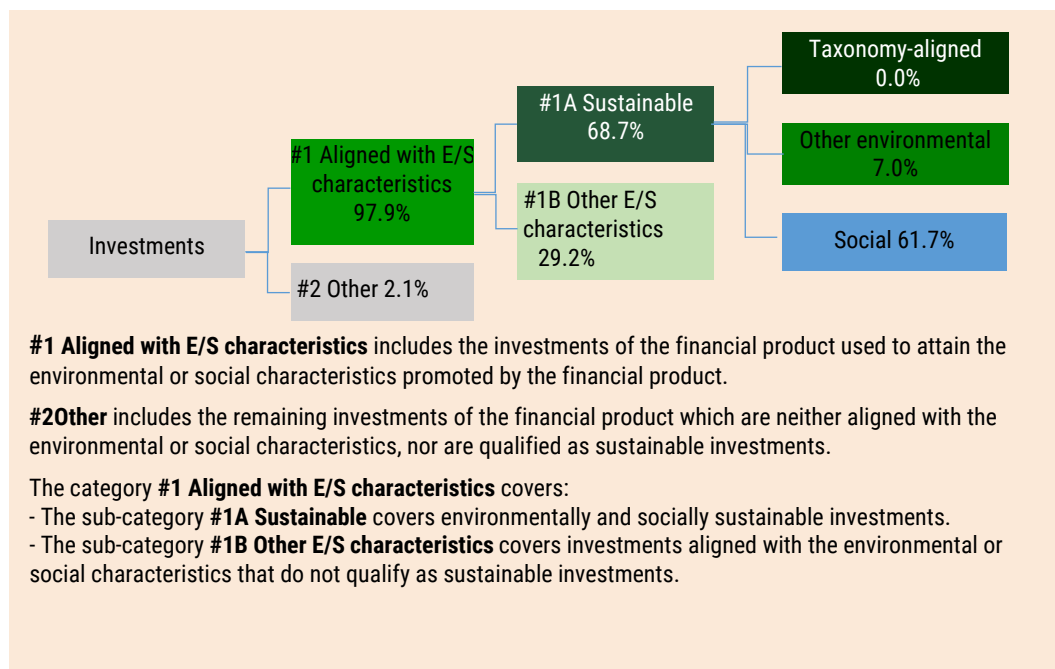 Investments
#1 Aligned with E/S
characteristics
97.9%
#2 Other 2.1%
#1A Sustainable
68.7%
#1B Other E/S
characteristics
29.2%
Taxonomy-aligned
0.0%
Other environmental
7.0%
Social 61.7%
#1 Aligned with E/S characteristics includes the investments of the financial product used to attain the
environmental or social characteristics promoted by the financial product.
#2Other includes the remaining investments of the financial product which are neither aligned with the
environmental or social characteristics, nor are qualified as sustainable investments.
The category #1 Aligned with E/S characteristics covers:
- The sub-category #1A Sustainable covers environmentally and socially sustainable investments.
- The sub-category #1B Other E/S characteristics covers investments aligned with the environmental or
social characteristics that do not qualify as sustainable investments.